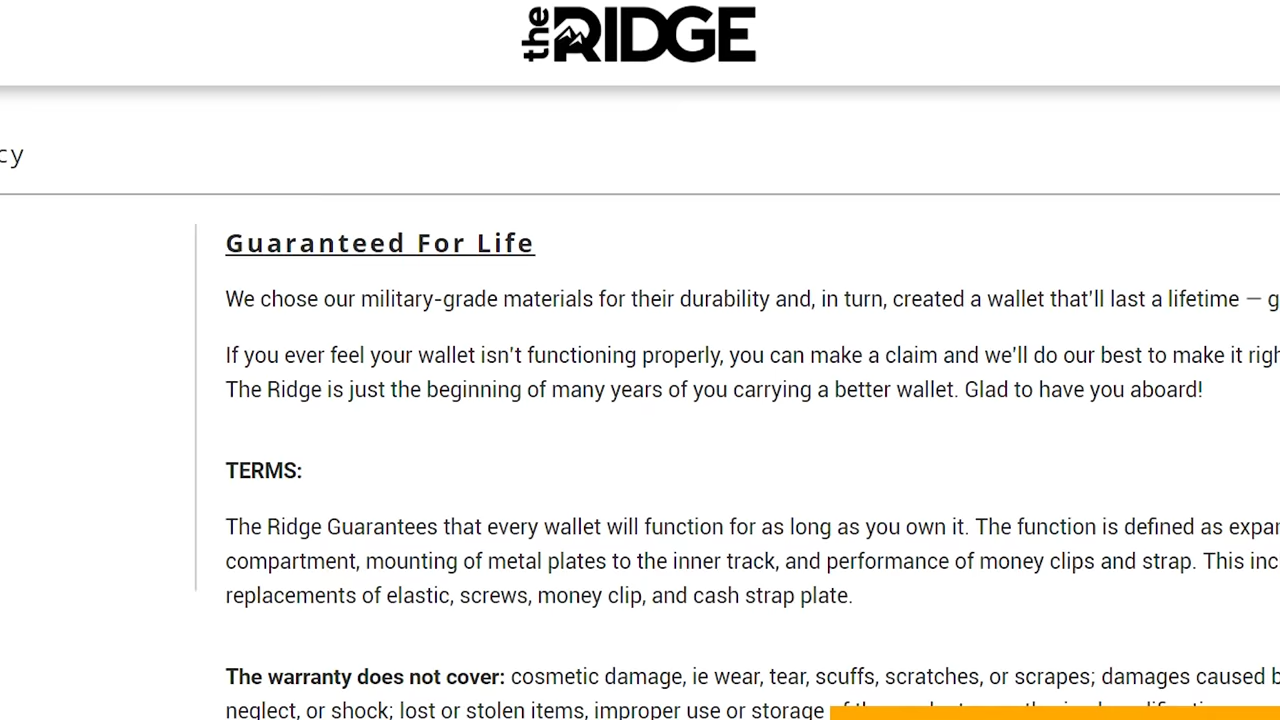 the RIDGE
cy
Guaranteed For Life
We chose our military-grade materials for their durability and, in turn, created a wallet that'll last a lifetime — g
If you ever feel your wallet isn't functioning properly, you can make a claim and we'll do our best to make it righ
The Ridge is just the beginning of many years of you carrying a better wallet. Glad to have you aboard!
TERMS:
The Ridge Guarantees that every wallet will function for as long as you own it. The function is defined as expan
compartment, mounting of metal plates to the inner track, and performance of money clips and strap. This inc
replacements of elastic, screws, money clip, and cash strap plate.
The warranty does not cover: cosmetic damage, ie wear, tear, scuffs, scratches, or scrapes; damages caused b
neglect, or shock; lost or stolen items, improper use or storage